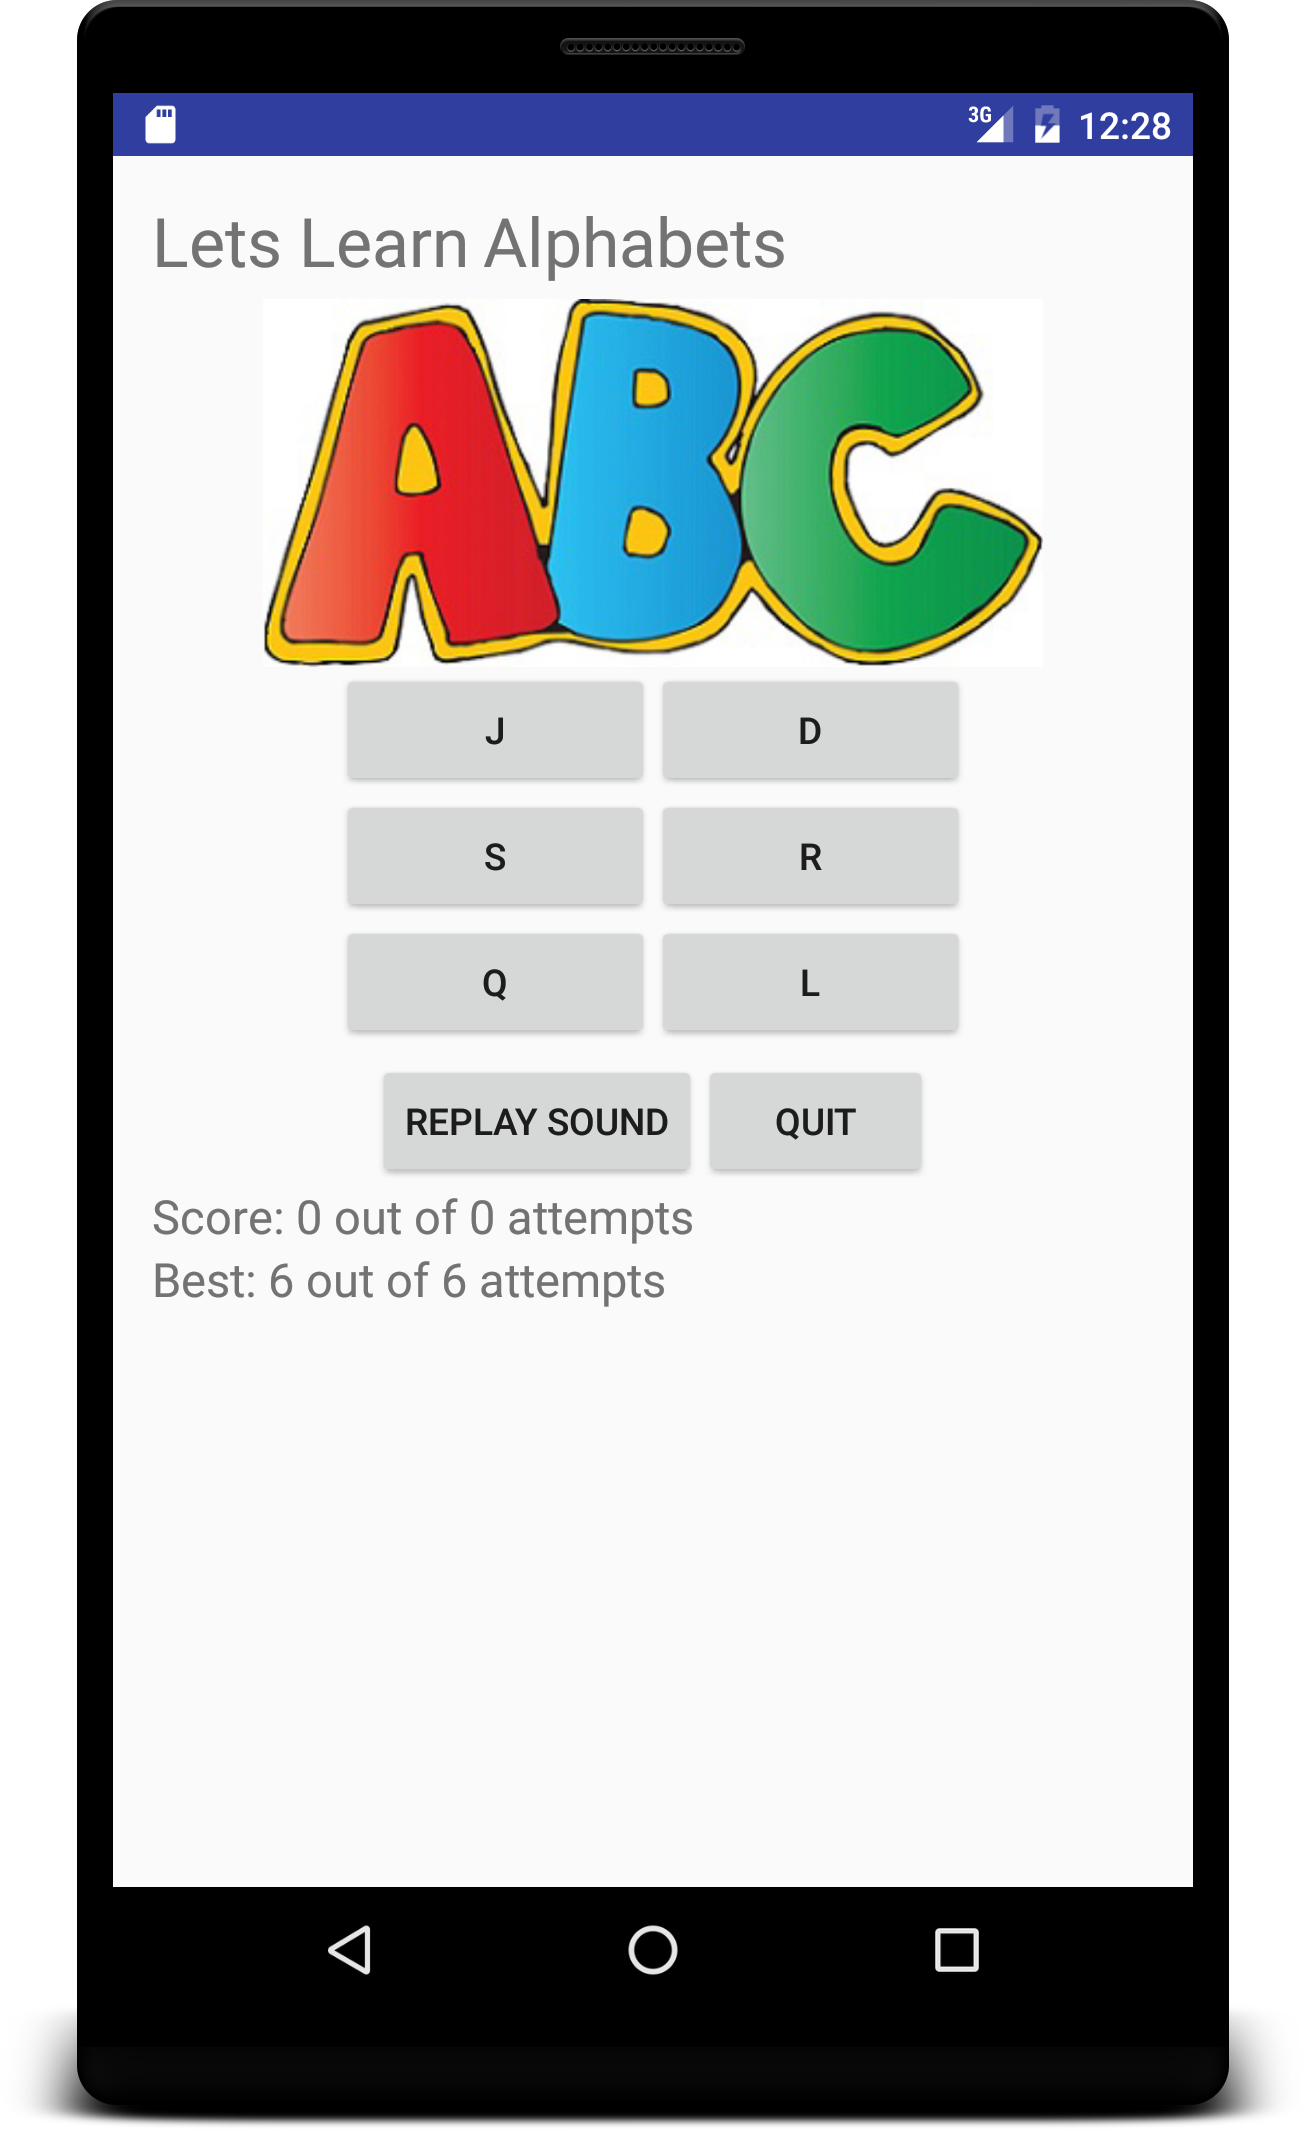 3G 12:28
Lets Learn Alphabets
ABC
J D
S R
Q L
REPLAY SOUND QUIT
Score: 0 out of 0 attempts
Best: 6 out of 6 attempts